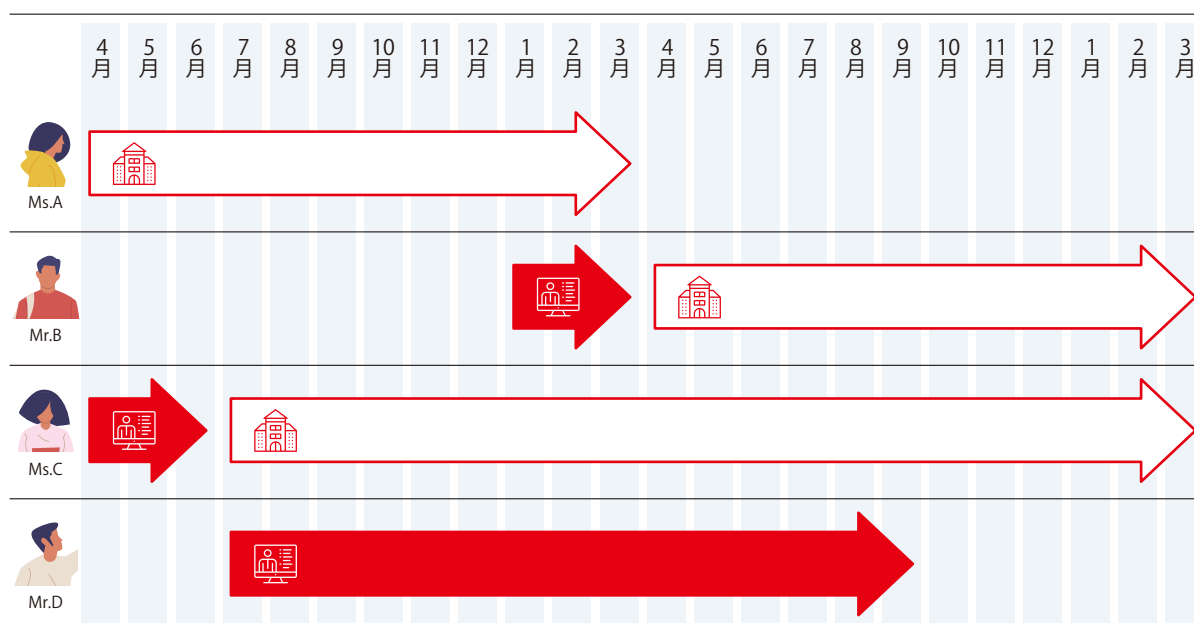 4月 5月 6月 7月 8月 9月 10月 11月 12月 1月 2月 3月 4月 5月 6月 7月 8月 9月 10月 11月 12月 1月 2月 3月
Ms.A
Mr.B
Ms.C
Mr.D